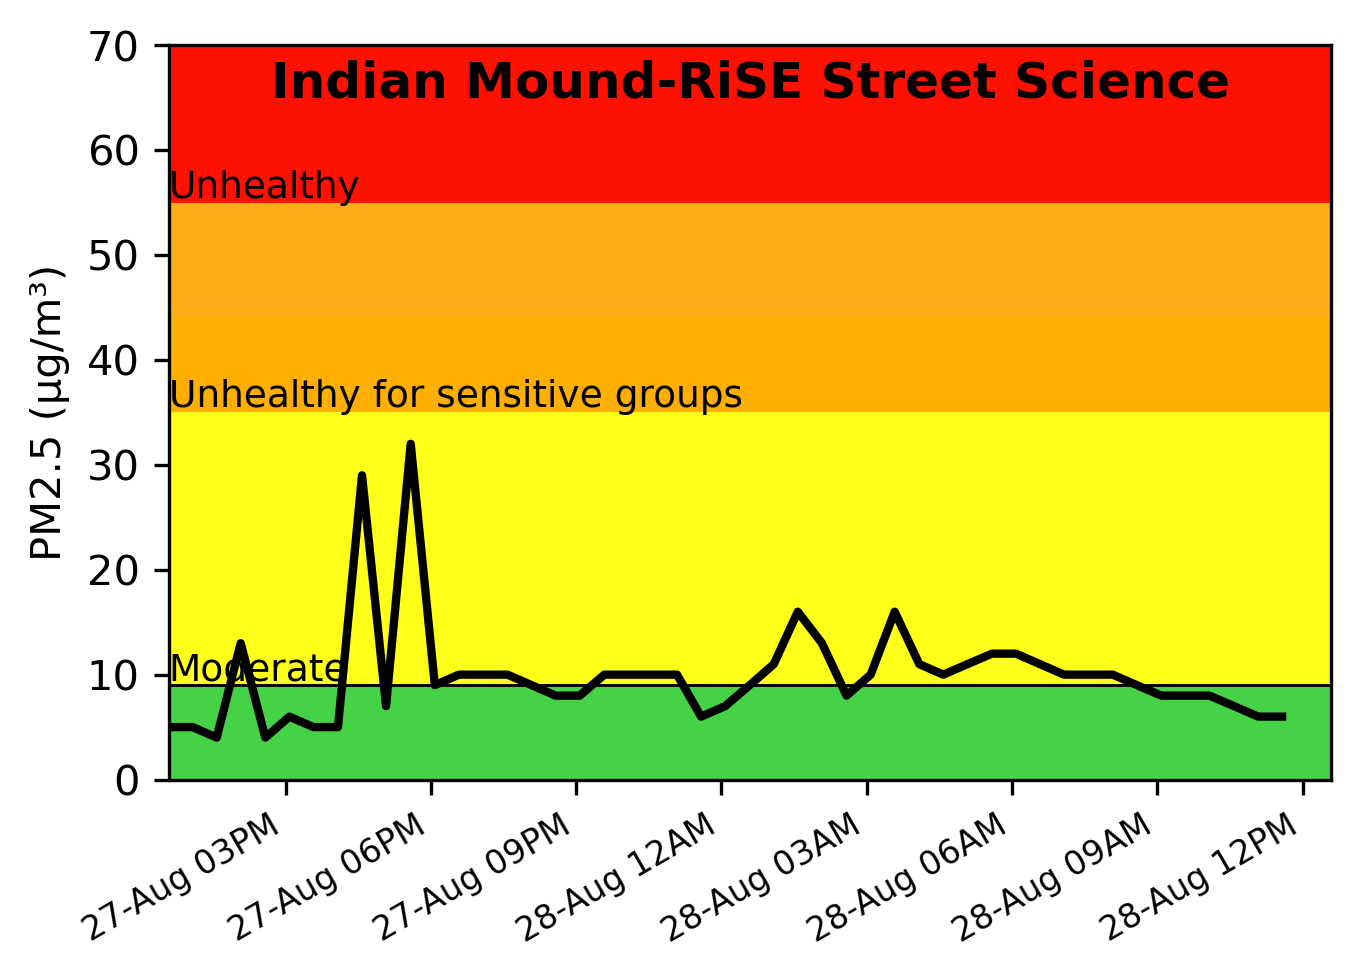 Indian Mound-RiSE Street Science
PM2.5 (µg/m³)
70
60
50
40
30
20
10
0
Unhealthy
Unhealthy for sensitive groups
Moderate
27-Aug 03PM
27-Aug 06PM
27-Aug 09PM
28-Aug 12AM
28-Aug 03AM
28-Aug 06AM
28-Aug 09AM
28-Aug 12PM